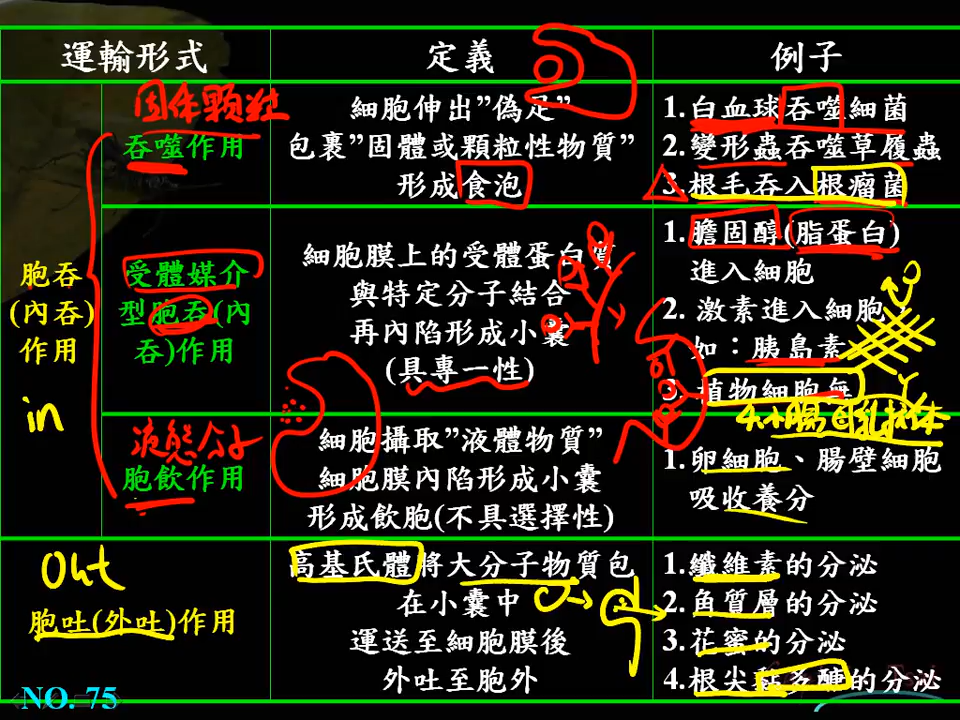 運輸形式
定義
例子
胞吞
(內吞)
作用
in
固体顆粒
吞噬作用
細胞伸出"偽足"
包裹"固體或顆粒性物質"
形成食泡
1.白血球吞噬細菌
2.變形蟲吞噬草履蟲
3.根毛吞入根瘤菌
受體媒介
型胞吞(內
吞)作用
細胞膜上的受體蛋白質
與特定分子結合
再內陷形成小囊
(具專一性)
1.膽固醇(脂蛋白)
進入細胞
2. 激素進入細胞
如：胰島素
3. 植物細胞無
液態分子
胞飲作用
細胞攝取"液體物質"
細胞膜內陷形成小囊
形成飲胞(不具選擇性)
1.卵細胞、腸壁細胞
吸收養分
Out
胞吐(外吐)作用
高基氏體將大分子物質包
在小囊中
運送至細胞膜後
外吐至胞外
1.纖維素的分泌
2.角質層的分泌
3.花蜜的分泌
4.根尖黏多醣的分泌
NO. 75